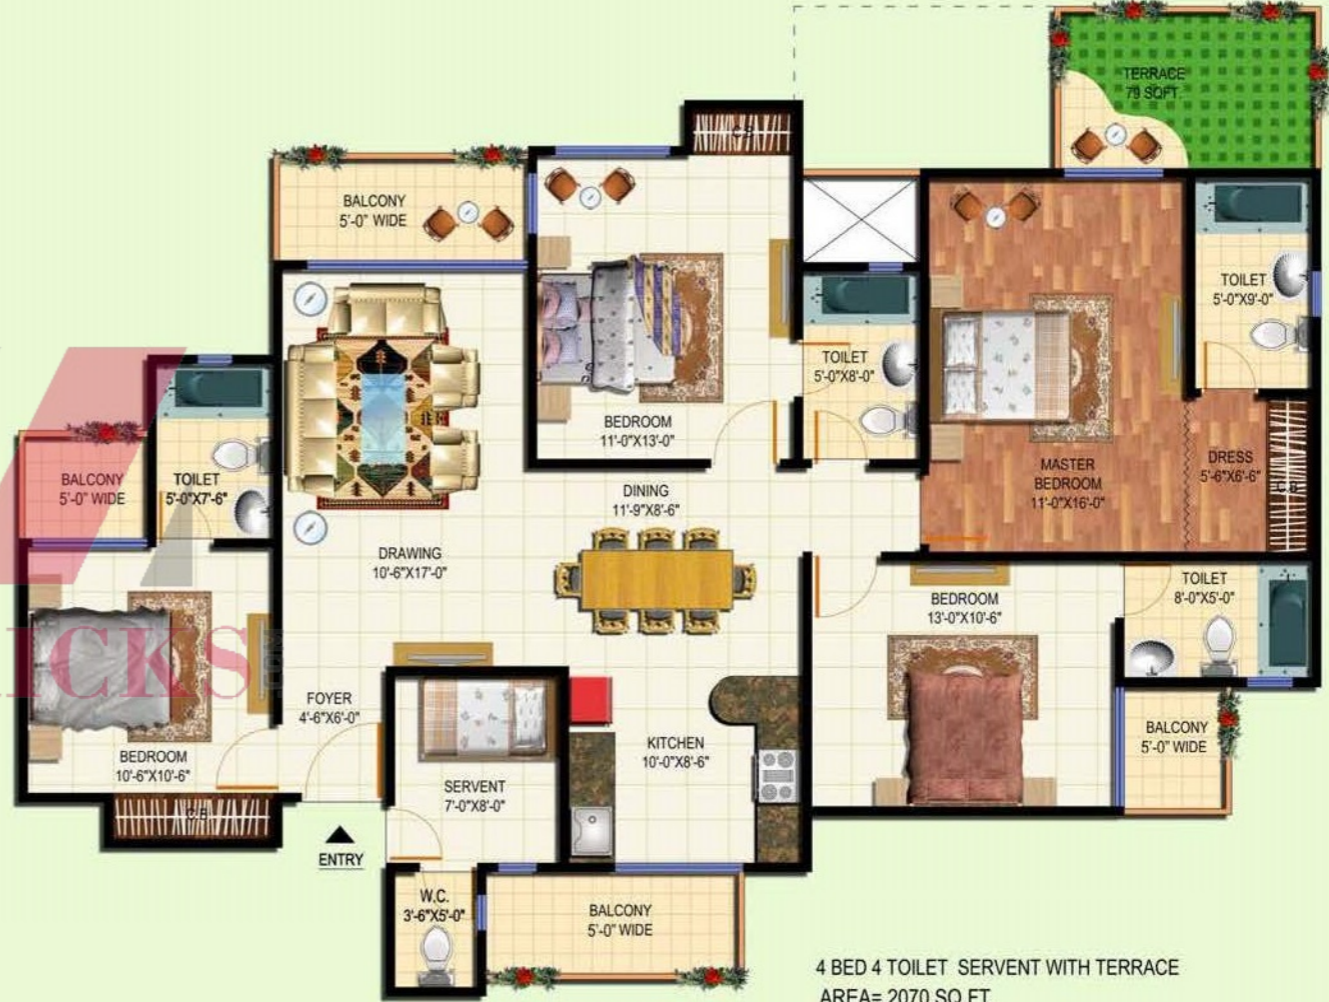 TERRACE
79 SQFT.
C.B
BALCONY
5'-0" WIDE
TOILET
5'-0"X9'-0"
TOILET
5'-0"X8'-0"
BEDROOM
11'-0"X13'-0"
MASTER
BEDROOM
11'-0"X16'-0"
DRESS
5'-6"X6'-6"
BALCONY
5'-0" WIDE
TOILET
5'-0"X7'-6"
DINING
11'-9"X8'-6"
DRAWING
10'-6"X17'-0"
BEDROOM
13'-0"X10'-6"
TOILET
8'-0"X5'-0"
ICKS
FOYER
4'-6"X6'-0"
BEDROOM
10'-6"X10'-6"
C.B
KITCHEN
10'-0"X8'-6"
SERVENT
7'-0"X8'-0"
BALCONY
5'-0" WIDE
ENTRY
W.C.
3'-6"X5'-0"
BALCONY
5'-0" WIDE
4 BED 4 TOILET SERVENT WITH TERRACE
AREA= 2070 SQ.FT.